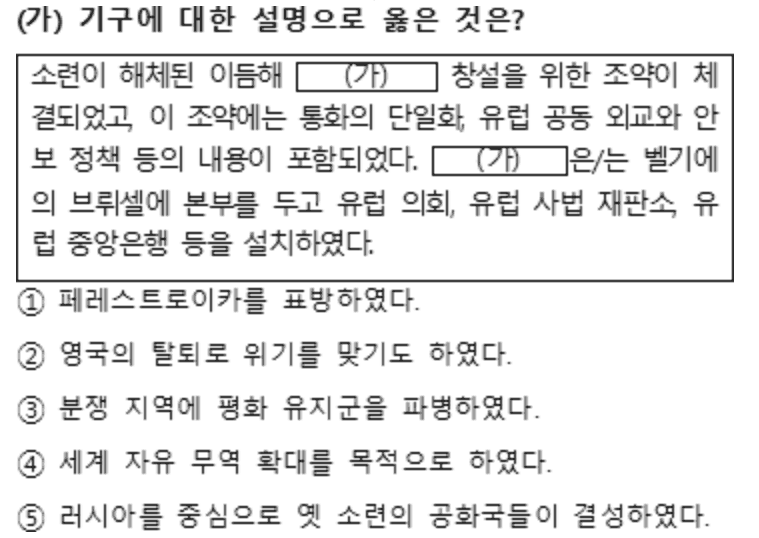 (가) 기구에 대한 설명으로 옳은 것은?
소련이 해체된 이듬해 (가) 창설을 위한 조약이 체
결되었고, 이 조약에는 통화의 단일화, 유럽 공동 외교와 안
보 정책 등의 내용이 포함되었다. (가) 은/는 벨기에
의 브뤼셀에 본부를 두고 유럽 의회, 유럽 사법 재판소, 유
럽 중앙은행 등을 설치하였다.
① 페레스트로이카를 표방하였다.
② 영국의 탈퇴로 위기를 맞기도 하였다.
③ 분쟁 지역에 평화 유지군을 파병하였다.
④ 세계 자유 무역 확대를 목적으로 하였다.
⑤ 러시아를 중심으로 옛 소련의 공화국들이 결성하였다.